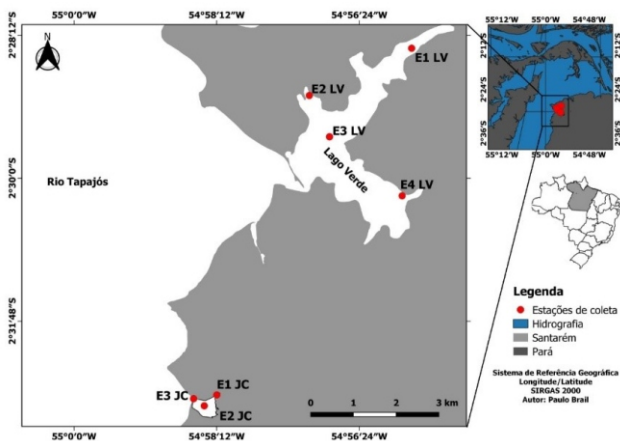 55°00'W 54°58'12"W 54°56'24"W
2°28'12"S
N
E1 LV
E2 LV
E3 LV
Lago Verde
2°30'0"S
Rio Tapajós
E4 LV
2°31'48"S
E1 JC
E3 JC
E2 JC
0 1 2 3 km
55°00'W 54°58'12"W 54°56'24"W
55°12'W 55°0'W 54°48'W
2°12'S
2°24'S
2°36'S
55°12'W 55°0'W 54°48'W
Legenda
Estações de coleta
Hidrografia
Santarém
Pará
Sistema de Referência Geográfica
Longitude/Latitude
SIRGAS 2000
Autor: Paulo Brail